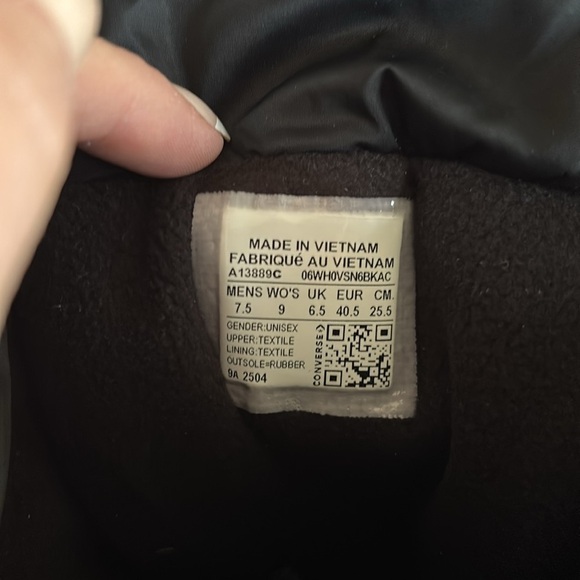 MADE IN VIETNAM
FABRIQUé AU VIETNAM
A13889C 06WH0VSN6BKAC
MENS WO'S UK EUR CM.
7.5 9 6.5 40.5 25.5
GENDER:UNISEX
UPPER:TEXTILE
LINING:TEXTILE
OUTSOLE=RUBBER
9A 2504
CONVERSE